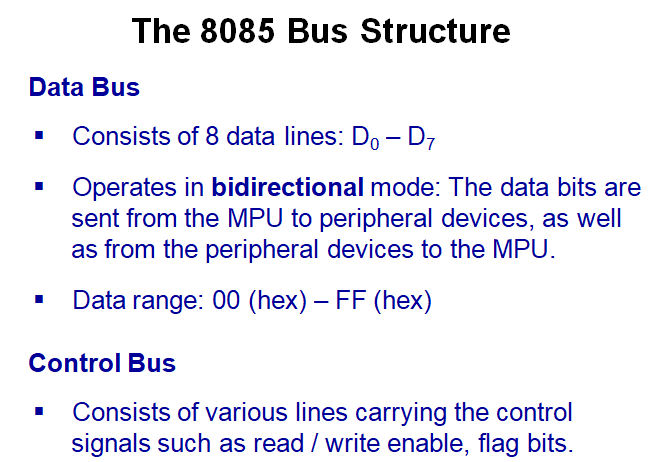 The 8085 Bus Structure
Data Bus
▪ Consists of 8 data lines: D₀ – D₇
▪ Operates in bidirectional mode: The data bits are
sent from the MPU to peripheral devices, as well
as from the peripheral devices to the MPU.
▪ Data range: 00 (hex) – FF (hex)
Control Bus
▪ Consists of various lines carrying the control
signals such as read / write enable, flag bits.